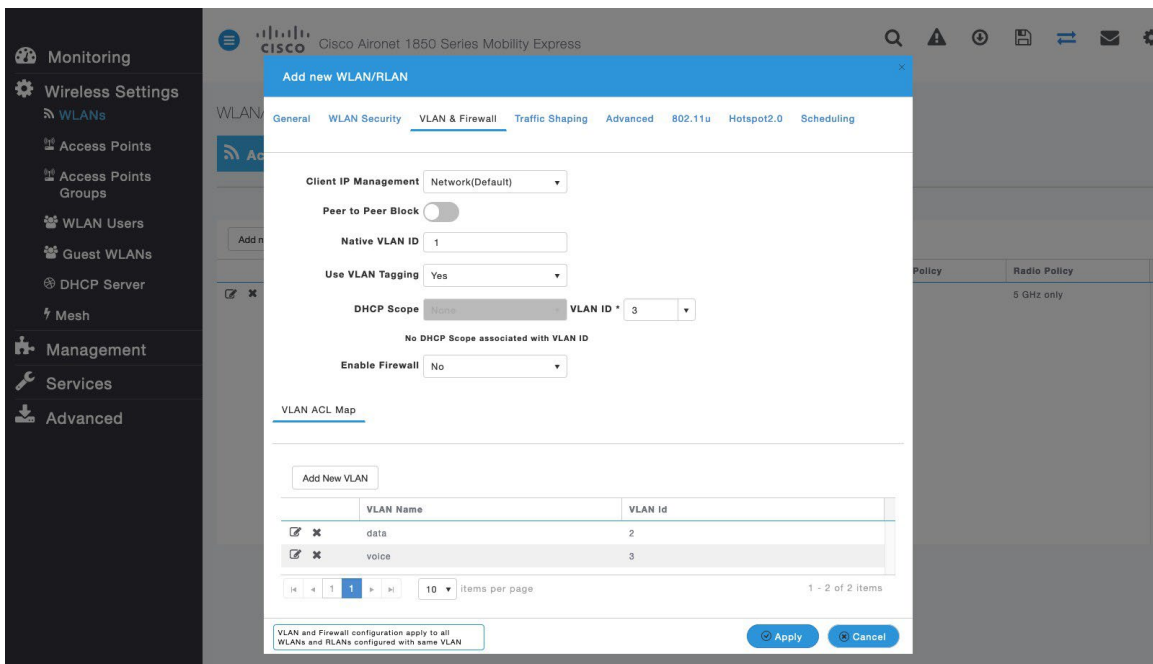 CISCO Cisco Aironet 1850 Series Mobility Express
Monitoring
Wireless Settings
WLANs
Access Points
Access Points
Groups
WLAN Users
Guest WLANs
DHCP Server
Mesh
Management
Services
Advanced
Add new WLAN/RLAN
General WLAN Security VLAN & Firewall Traffic Shaping Advanced 802.11u Hotspot2.0 Scheduling
Client IP Management Network(Default)
Peer to Peer Block
Native VLAN ID 1
Use VLAN Tagging Yes
DHCP Scope None VLAN ID * 3
No DHCP Scope associated with VLAN ID
Enable Firewall No
VLAN ACL Map
Add New VLAN
VLAN Name VLAN Id
data 2
voice 3
1 1 10 items per page 1 - 2 of 2 items
VLAN and Firewall configuration apply to all
WLANs and RLANs configured with same VLAN
Apply Cancel
WLAN/
Ac
Add n
Policy Radio Policy
5 GHz only